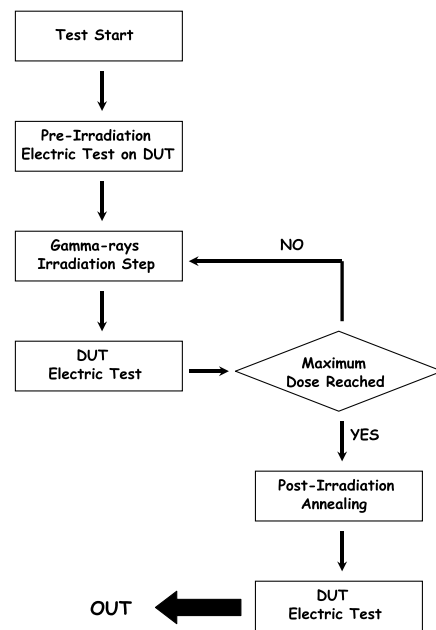 Test Start
Pre-Irradiation
Electric Test on DUT
Gamma-rays
Irradiation Step
NO
DUT
Electric Test
Maximum
Dose Reached
YES
Post-Irradiation
Annealing
DUT
Electric Test
OUT